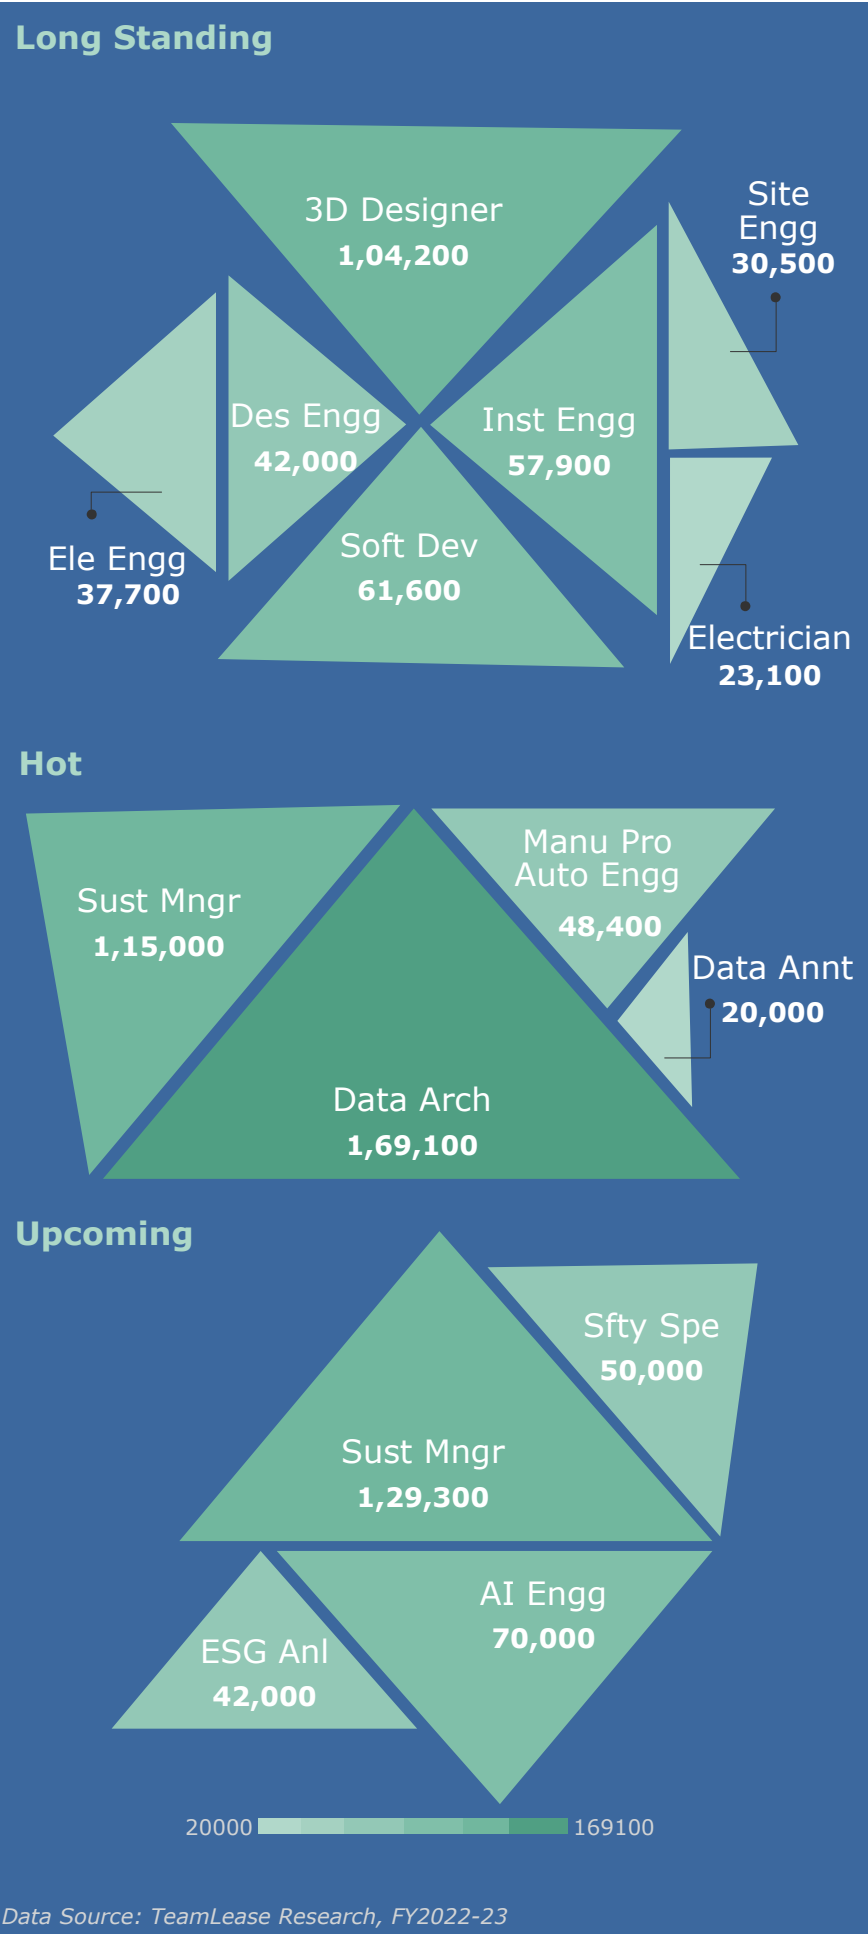 Long Standing
3D Designer
1,04,200
Site
Engg
30,500
Des Engg
42,000
Inst Engg
57,900
Ele Engg
37,700
Soft Dev
61,600
Electrician
23,100
Hot
Sust Mngr
1,15,000
Manu Pro
Auto Engg
48,400
Data Annt
20,000
Data Arch
1,69,100
Upcoming
Sfty Spe
50,000
Sust Mngr
1,29,300
AI Engg
70,000
ESG Anl
42,000
20000 169100
Data Source: TeamLease Research, FY2022-23